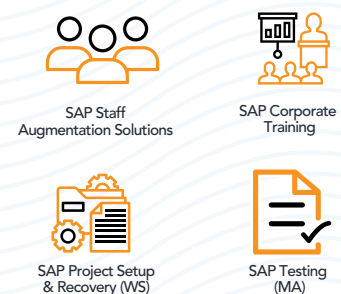 SAP Staff
Augmentation Solutions
SAP Corporate
Training
SAP Project Setup
& Recovery (WS)
SAP Testing
(MA)